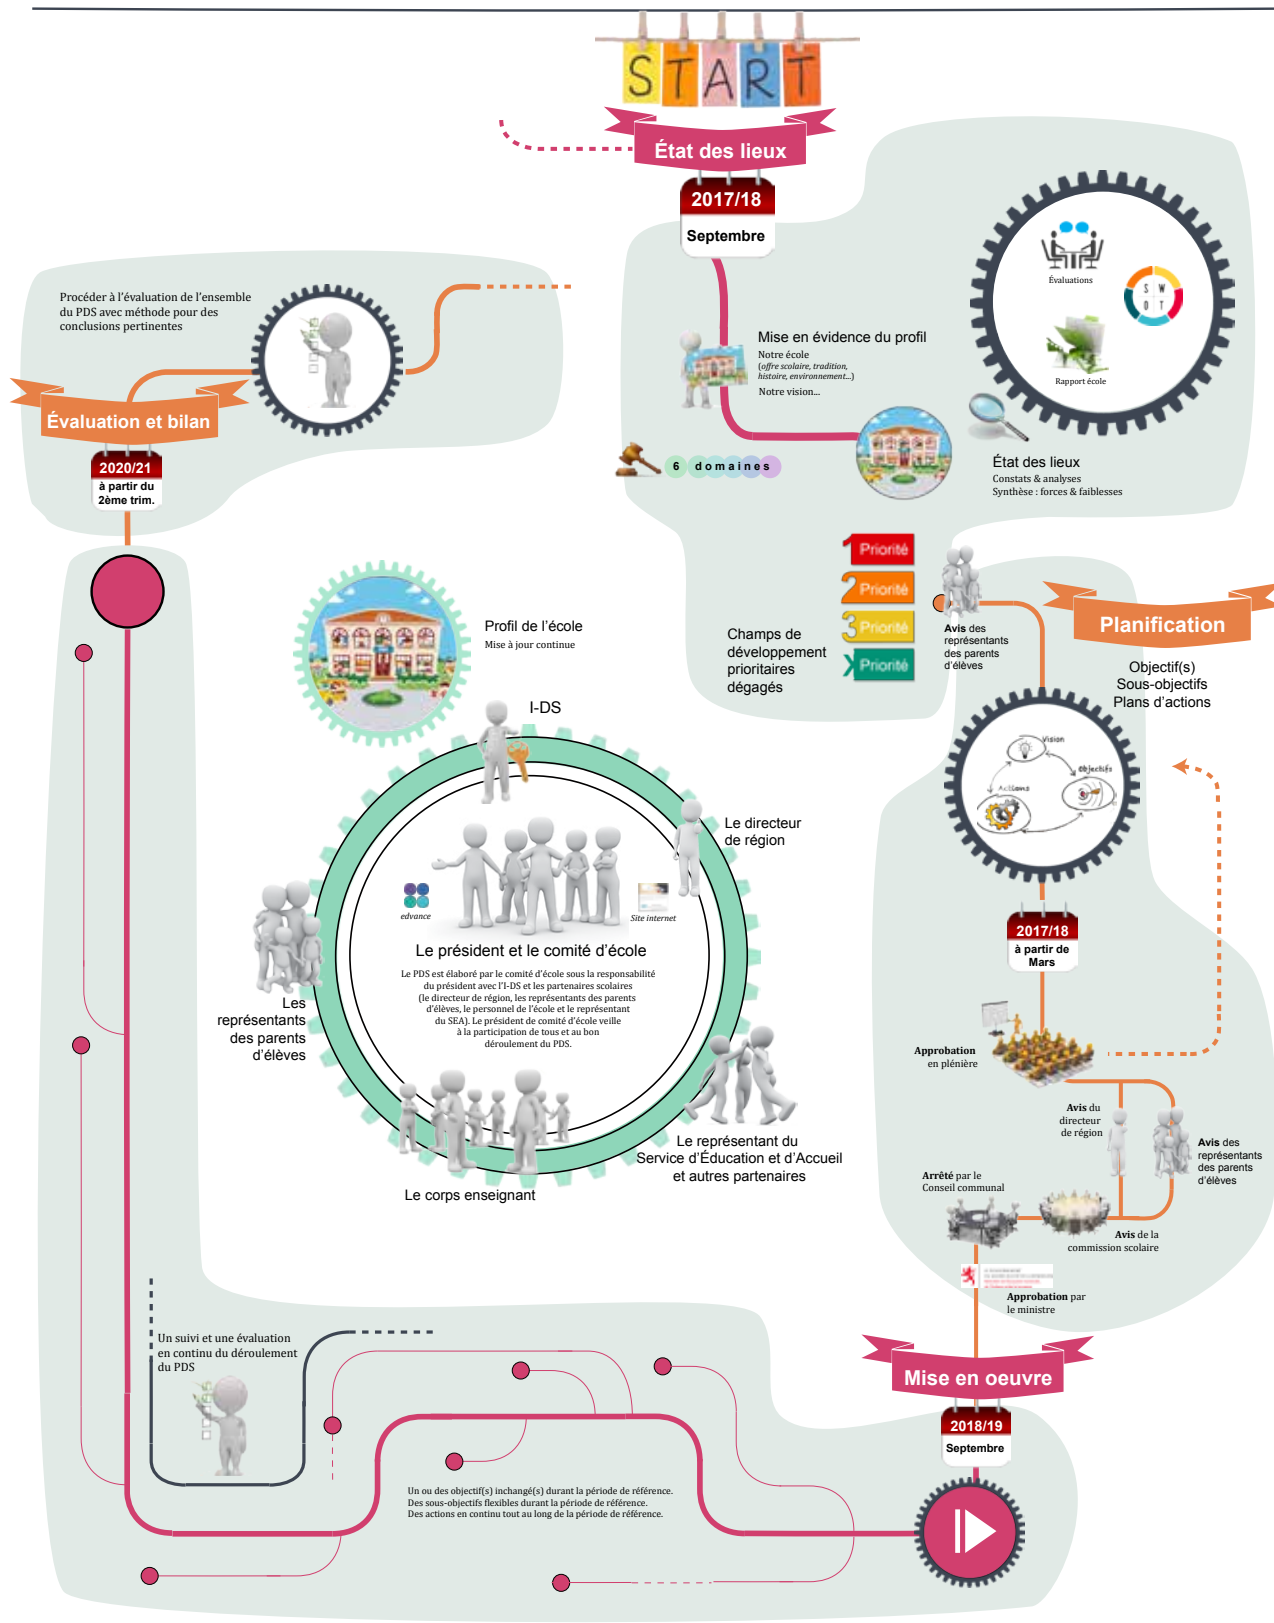 START
État des lieux
2017/18
Septembre
Évaluations
S W
O T
Rapport école
Mise en évidence du profil
Notre école
(offre scolaire, tradition,
histoire, environnement...)
Notre vision...
6 domaines
État des lieux
Constats & analyses
Synthèse : forces & faiblesses
Procéder à l'évaluation de l'ensemble
du PDS avec méthode pour des
conclusions pertinentes
Évaluation et bilan
2020/21
à partir du
2ème trim.
1 Priorité
2 Priorité
3 Priorité
X Priorité
Champs de
développement
prioritaires
dégagés
Avis des
représentants
des parents
d'élèves
Planification
Objectif(s)
Sous-objectifs
Plans d'actions
Vision
Objectifs
Actions
Profil de l'école
Mise à jour continue
I-DS
Le directeur
de région
edvance
Site internet
Le président et le comité d'école
Le PDS est élaboré par le comité d'école sous la responsabilité
du président avec l'I-DS et les partenaires scolaires
(le directeur de région, les représentants des parents
d'élèves, le personnel de l'école et le représentant
du SEA). Le président de comité d'école veille
à la participation de tous et au bon
déroulement du PDS.
Les
représentants
des parents
d'élèves
Le corps enseignant
Le représentant du
Service d'Éducation et d'Accueil
et autres partenaires
2017/18
à partir de
Mars
Approbation
en plénière
Avis du
directeur
de région
Avis des
représentants
des parents
d'élèves
Arrêté par le
Conseil communal
Avis de la
commission scolaire
Approbation par
le ministre
Mise en oeuvre
2018/19
Septembre
Un suivi et une évaluation
en continu du déroulement
du PDS
Un ou des objectif(s) inchangé(s) durant la période de référence.
Des sous-objectifs flexibles durant la période de référence.
Des actions en continu tout au long de la période de référence.